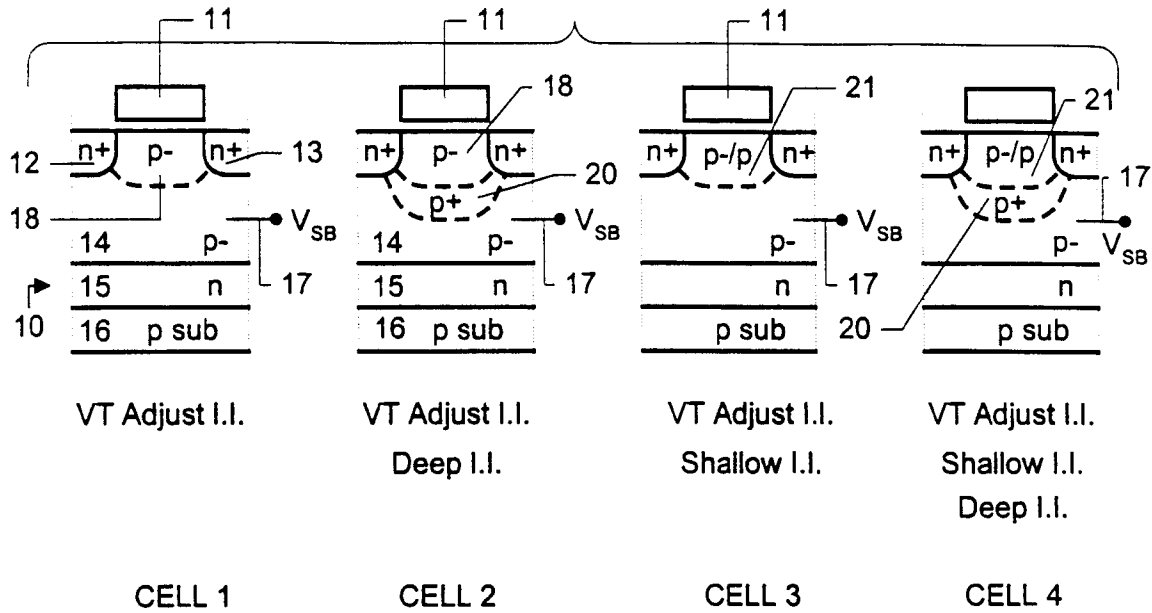 11 11 11
18 21 21
n+ p- n+ 13 n+ p- n+ n+ p-/p n+ n+ p-/p n+
12 20 17
p+ p+
18 V_SB V_SB V_SB V_SB
14 14 p- p- p-
15 17 15 n 17 n 17 n
n
10 20
16 p sub 16 p sub p sub p sub
VT Adjust I.I. VT Adjust I.I. VT Adjust I.I. VT Adjust I.I.
Deep I.I. Shallow I.I. Shallow I.I.
Deep I.I.
CELL 1 CELL 2 CELL 3 CELL 4